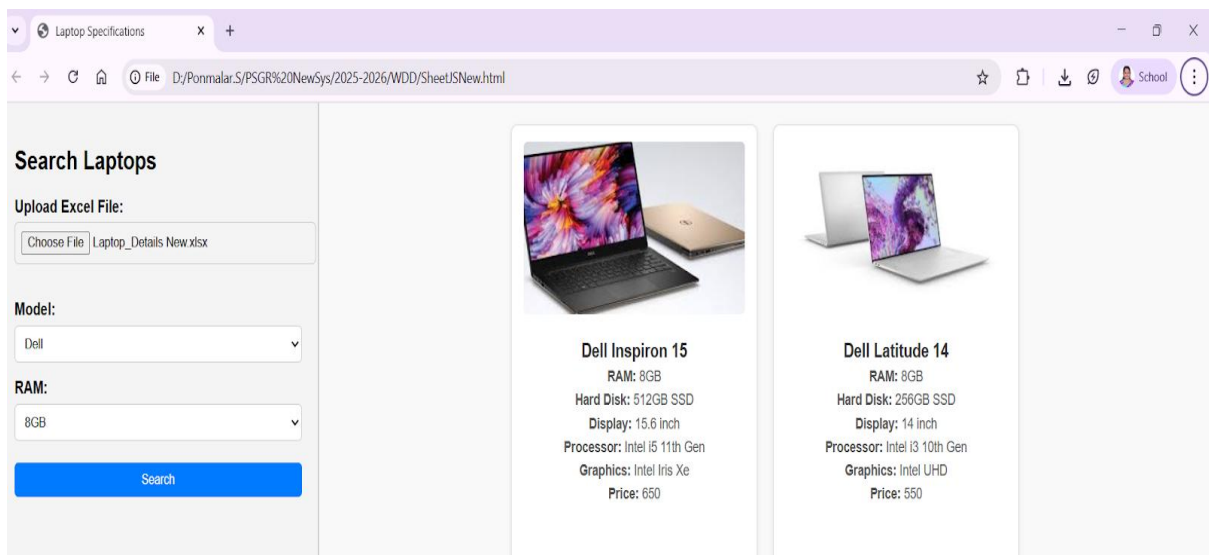 Laptop Specifications
File D:/Ponmalar.S/PSGR%20NewSys/2025-2026/WDD/SheetJSNew.html
School
Search Laptops
Upload Excel File:
Choose File Laptop_Details New.xlsx
Model:
Dell
RAM:
8GB
Search
Dell Inspiron 15
RAM: 8GB
Hard Disk: 512GB SSD
Display: 15.6 inch
Processor: Intel i5 11th Gen
Graphics: Intel Iris Xe
Price: 650
Dell Latitude 14
RAM: 8GB
Hard Disk: 256GB SSD
Display: 14 inch
Processor: Intel i3 10th Gen
Graphics: Intel UHD
Price: 550